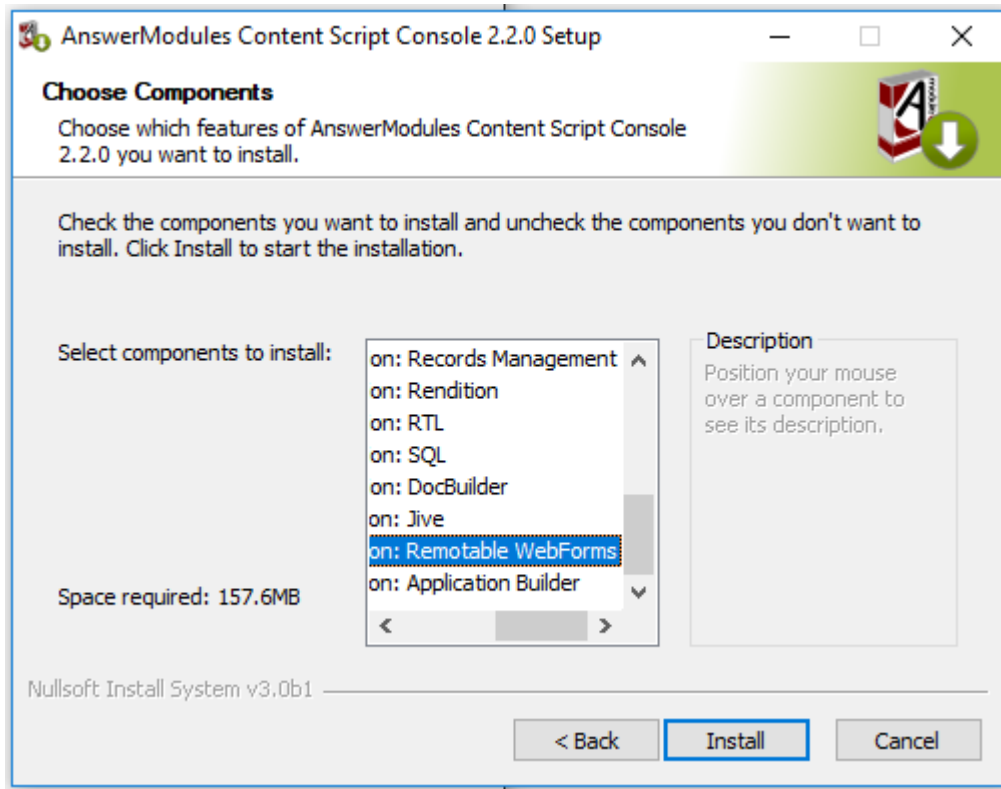 AnswerModules Content Script Console 2.2.0 Setup
Choose Components
Choose which features of AnswerModules Content Script Console
2.2.0 you want to install.
Check the components you want to install and uncheck the components you don't want to
install. Click Install to start the installation.
Select components to install:
on: Records Management
on: Rendition
on: RTL
on: SQL
on: DocBuilder
on: Jive
on: Remotable WebForms
on: Application Builder
Space required: 157.6MB
Description
Position your mouse
over a component to
see its description.
Nullsoft Install System v3.0b1
< Back
Install
Cancel